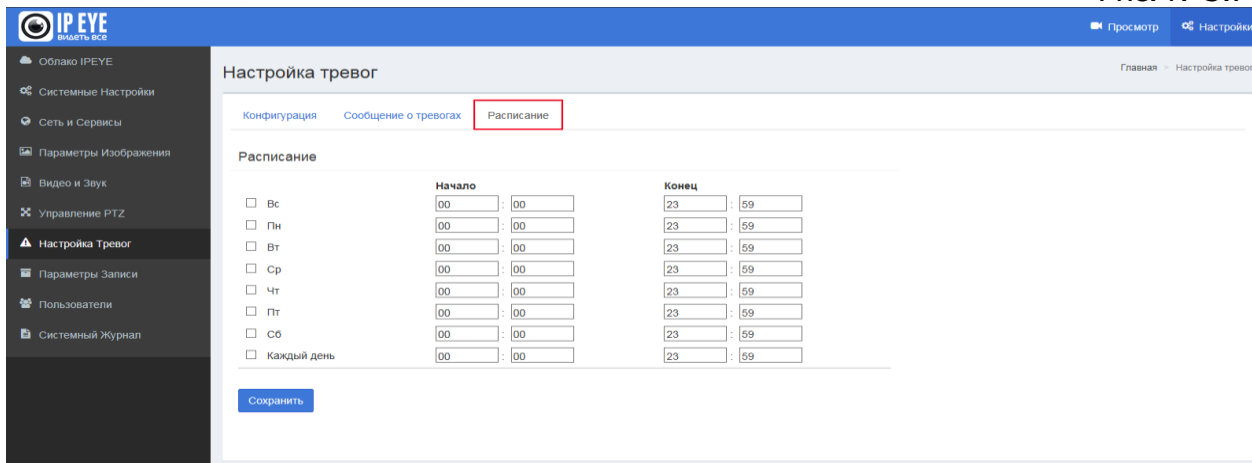 IP EYE
видеть все
Просмотр Настройки
Облако IPEYE
Системные Настройки
Сеть и Сервисы
Параметры Изображения
Видео и Звук
Управление PTZ
Настройка Тревог
Параметры Записи
Пользователи
Системный Журнал
Настройка тревог
Главная > Настройка тревог
Конфигурация Сообщение о тревогах Расписание
Расписание
Начало Конец
Вс 00 : 00 23 : 59
Пн 00 : 00 23 : 59
Вт 00 : 00 23 : 59
Ср 00 : 00 23 : 59
Чт 00 : 00 23 : 59
Пт 00 : 00 23 : 59
Сб 00 : 00 23 : 59
Каждый день 00 : 00 23 : 59
Сохранить